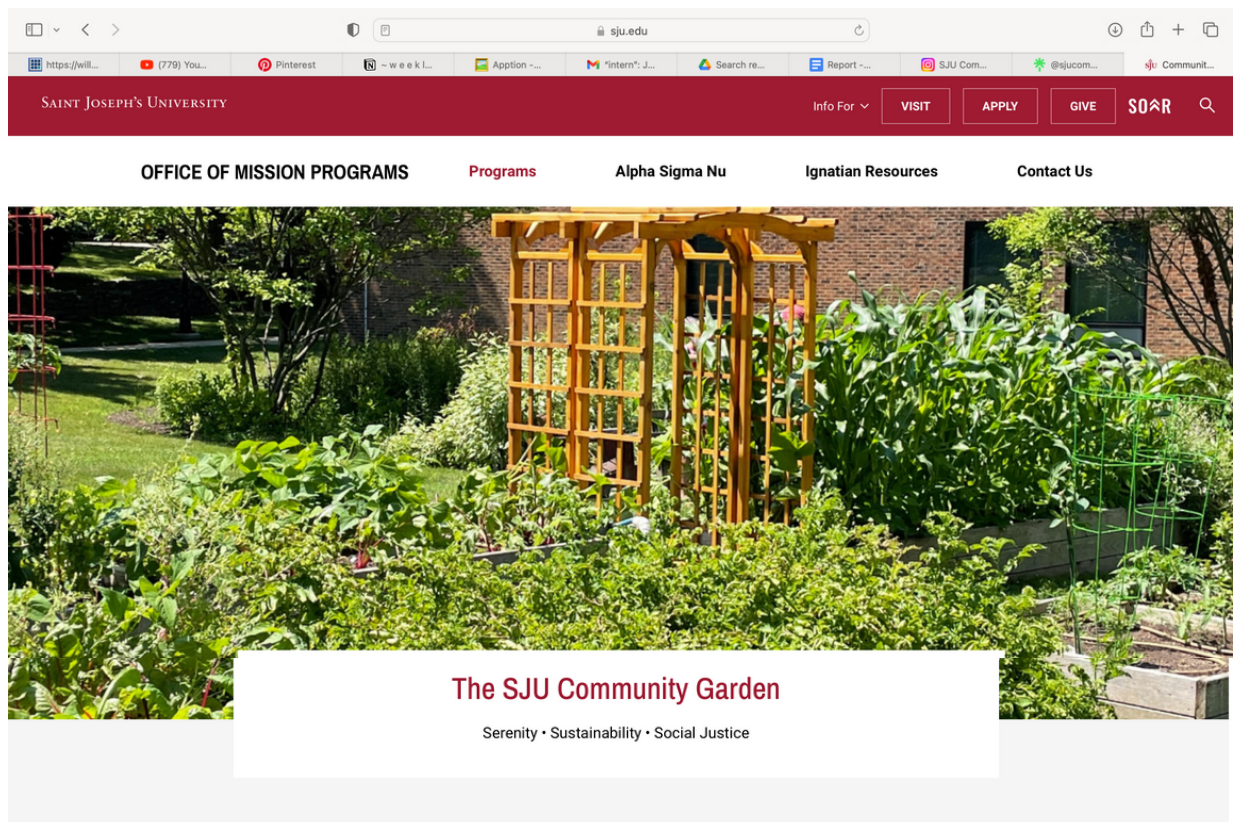 sju.edu
https://will...
(779) You...
Pinterest
~ w e e k l...
Apption -...
"intern": J...
Search re...
Report -...
SJU Com...
@sjucom...
sju Communit...
SAINT JOSEPH'S UNIVERSITY
Info For
VISIT
APPLY
GIVE
SOAR
OFFICE OF MISSION PROGRAMS
Programs
Alpha Sigma Nu
Ignatian Resources
Contact Us
The SJU Community Garden
Serenity • Sustainability • Social Justice